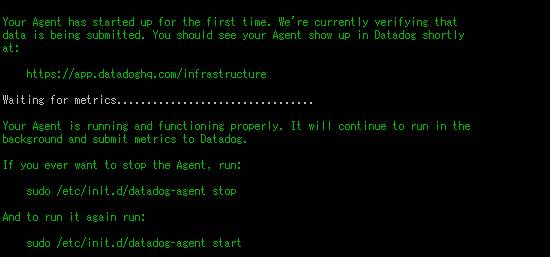 Your Agent has started up for the first time. We're currently verifying that
data is being submitted. You should see your Agent show up in Datadog shortly
at:
https://app.datadoghq.com/infrastructure
Waiting for metrics.................................
Your Agent is running and functioning properly. It will continue to run in the
background and submit metrics to Datadog.
If you ever want to stop the Agent, run:
sudo /etc/init.d/datadog-agent stop
And to run it again run:
sudo /etc/init.d/datadog-agent start